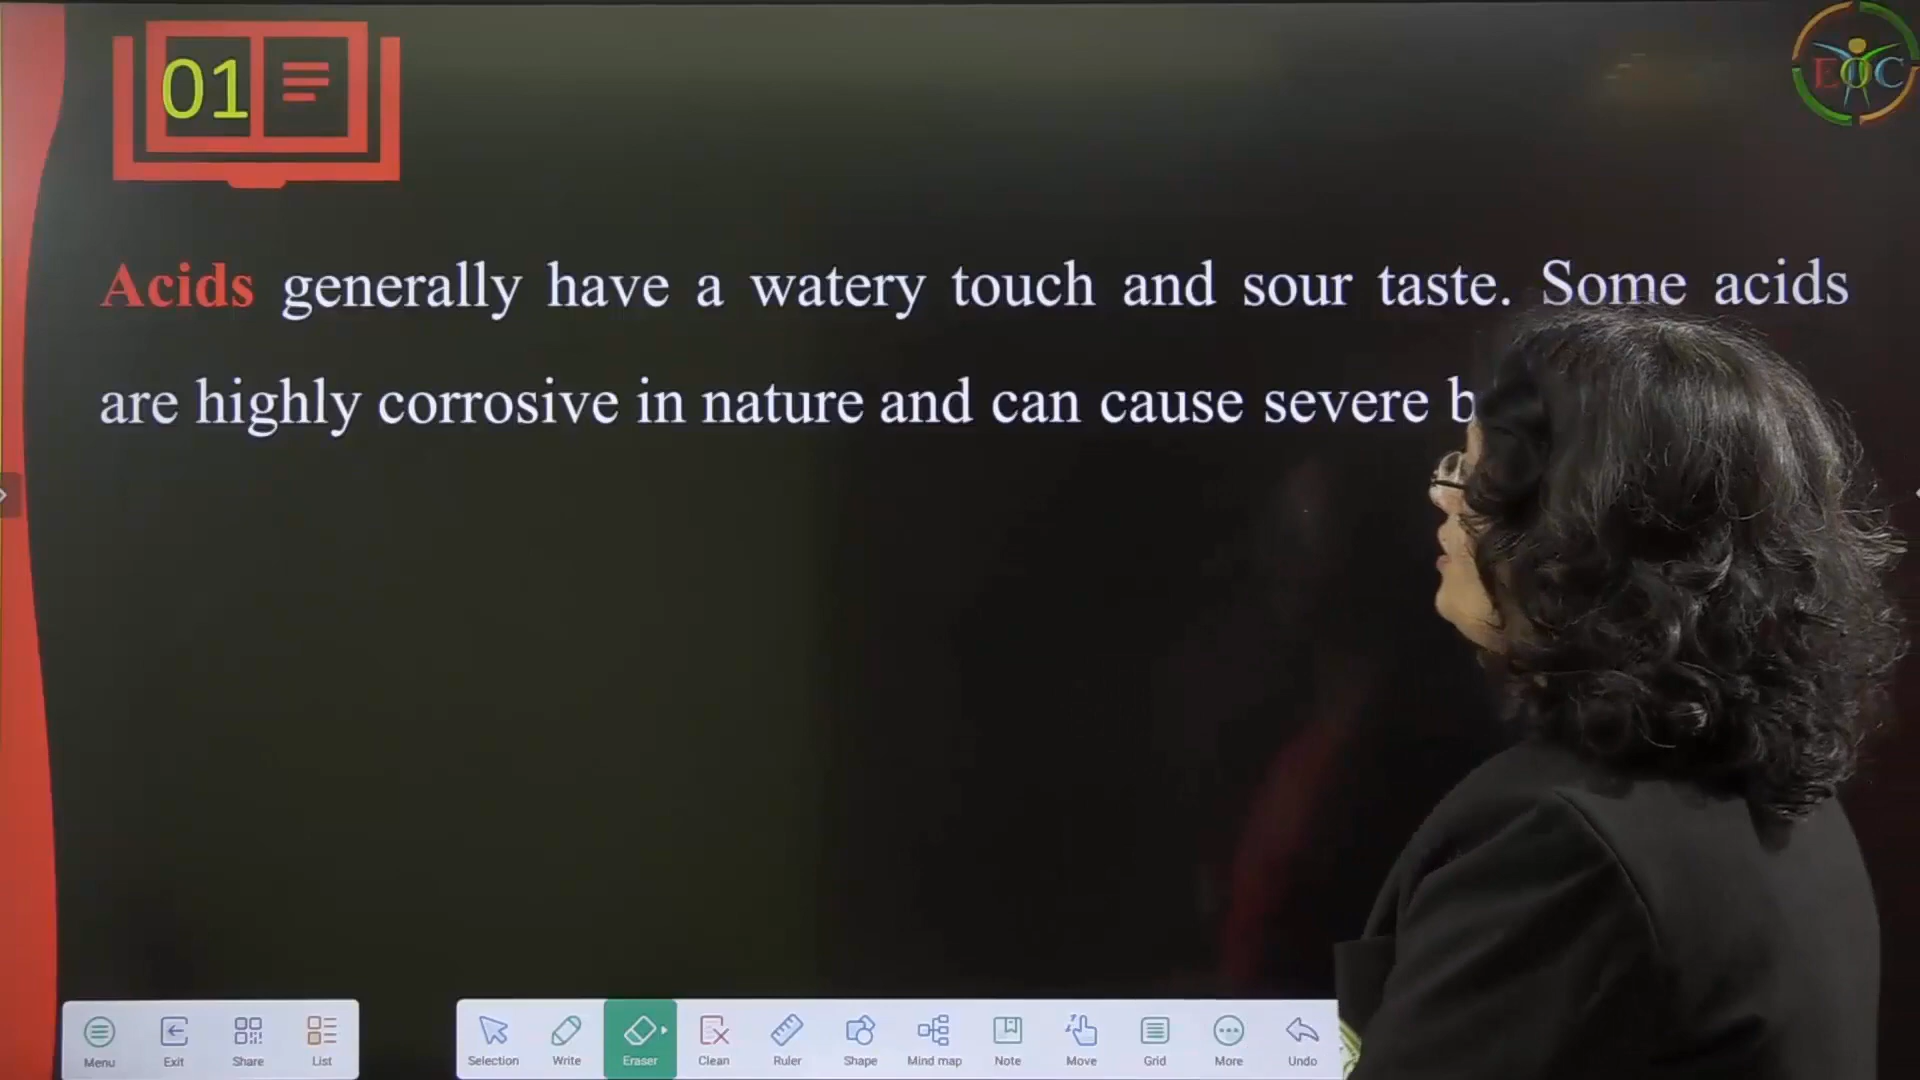 01
EOC
Acids generally have a watery touch and sour taste. Some acids
are highly corrosive in nature and can cause severe b
Menu Exit Share List Selection Write Eraser Clean Ruler Shape Mind map Note Move Grid More Undo